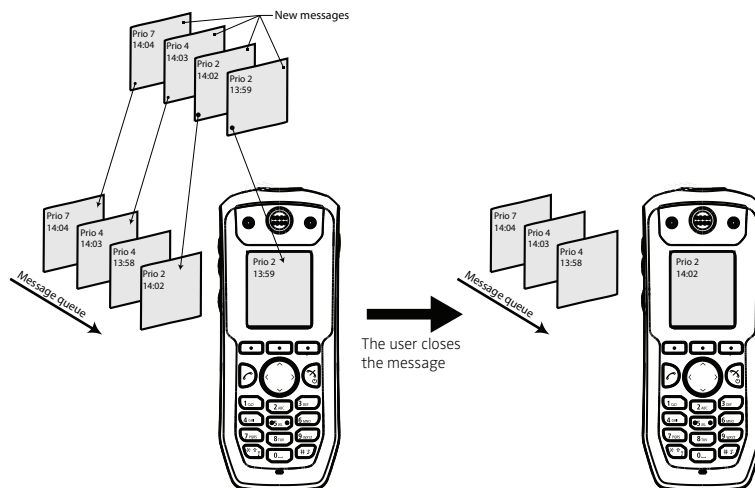 New messages
Prio 7
14:04
Prio 4
14:03
Prio 2
14:02
Prio 2
13:59
Prio 7
14:04
Prio 4
14:03
Prio 4
13:58
Prio 2
14:02
Message queue
Prio 2
13:59
The user closes
the message
Prio 7
14:04
Prio 4
14:03
Prio 4
13:58
Message queue
Prio 2
14:02